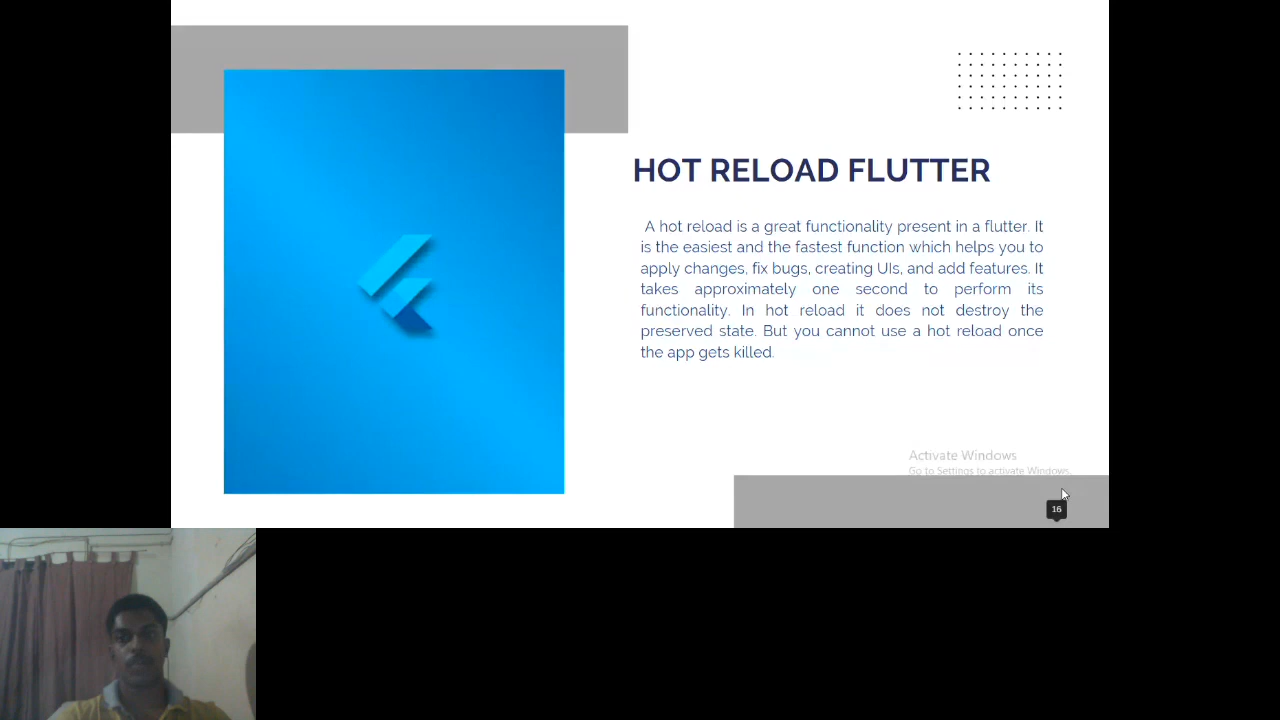 HOT RELOAD FLUTTER
A hot reload is a great functionality present in a flutter. It
is the easiest and the fastest function which helps you to
apply changes, fix bugs, creating UIs, and add features. It
takes approximately one second to perform its
functionality. In hot reload it does not destroy the
preserved state. But you cannot use a hot reload once
the app gets killed.
Activate Windows
Go to Settings to activate Windows.
16